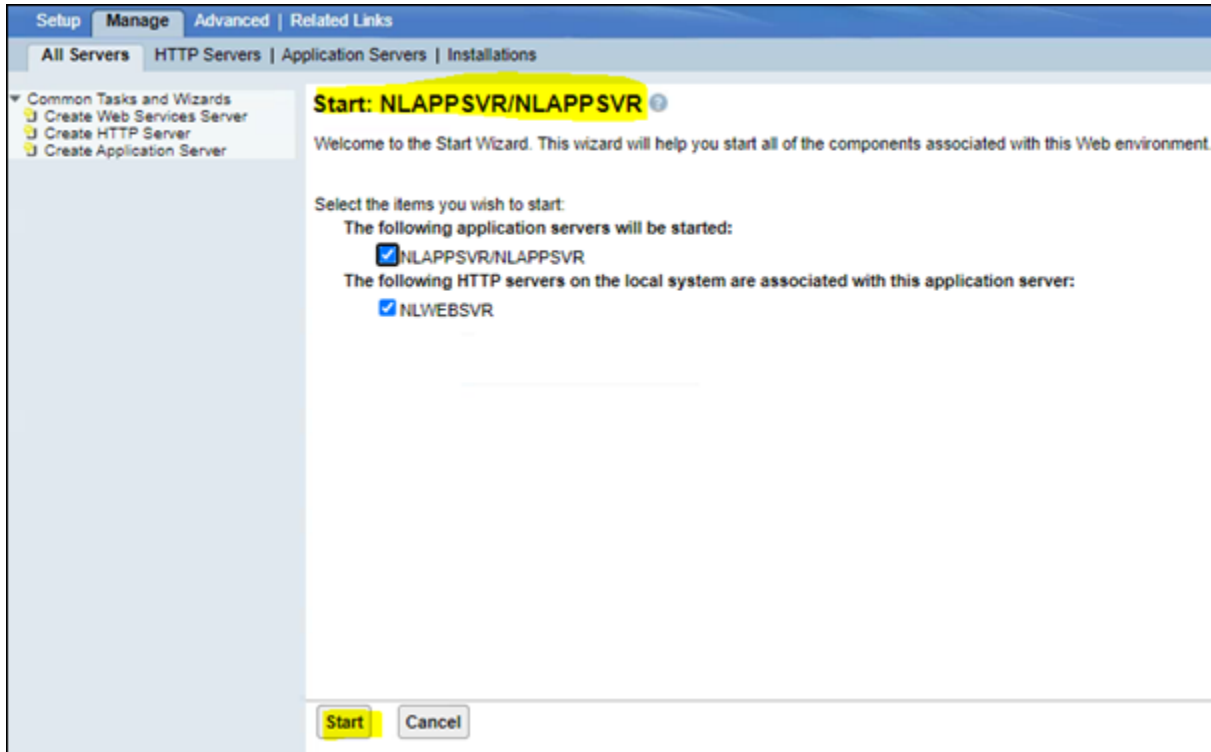 Setup Manage Advanced | Related Links
All Servers HTTP Servers | Application Servers | Installations
Common Tasks and Wizards
Create Web Services Server
Create HTTP Server
Create Application Server
Start: NLAPPSVR/NLAPPSVR ?
Welcome to the Start Wizard. This wizard will help you start all of the components associated with this Web environment.
Select the items you wish to start:
The following application servers will be started:
NLAPPSVR/NLAPPSVR
The following HTTP servers on the local system are associated with this application server:
NLWEBSVR
Start Cancel